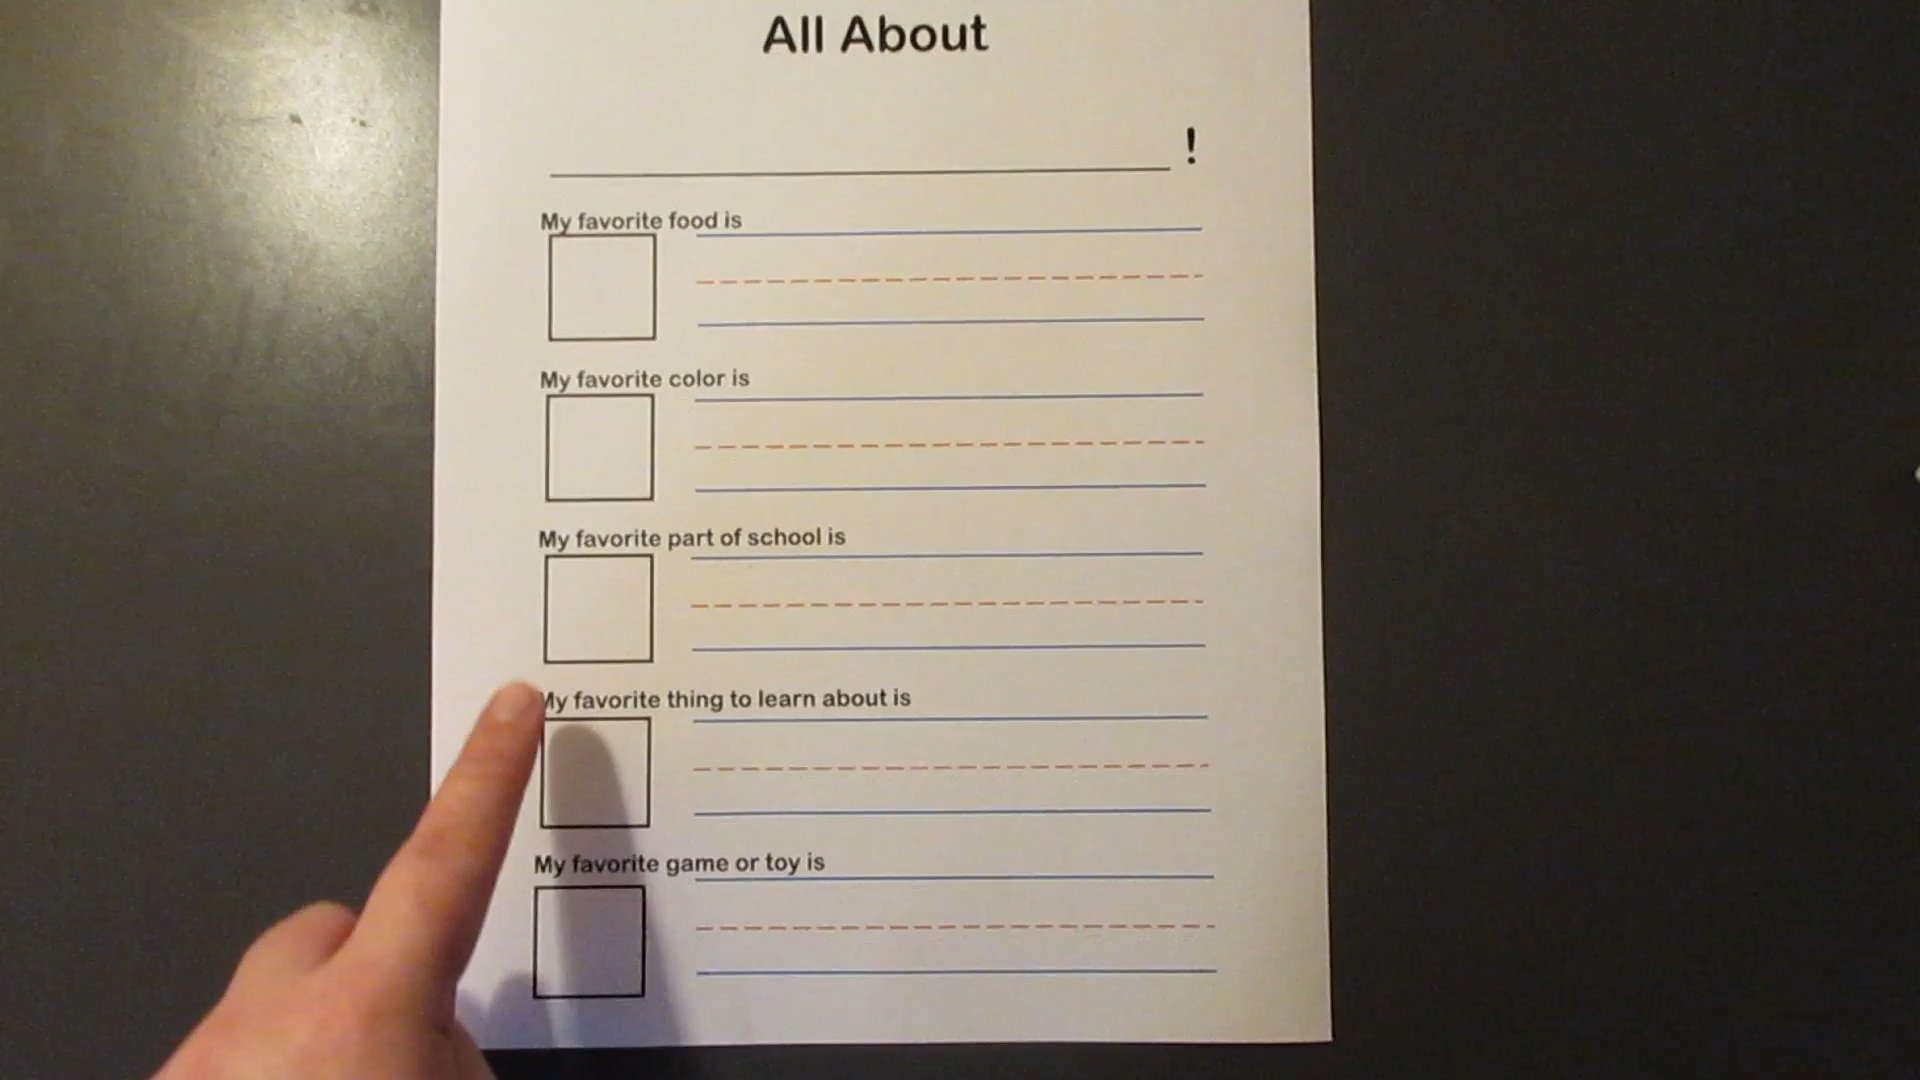 All About
!
My favorite food is
My favorite color is
My favorite part of school is
My favorite thing to learn about is
My favorite game or toy is